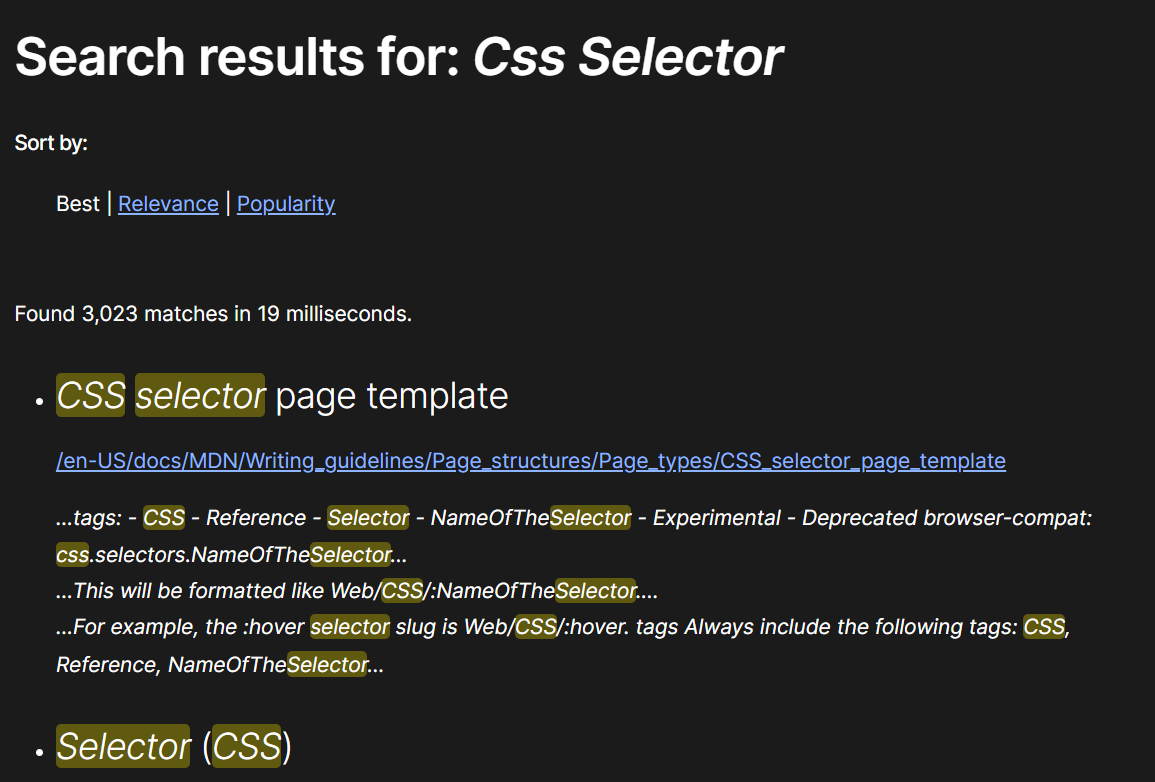 Search results for: Css Selector
Sort by:
Best | Relevance | Popularity
Found 3,023 matches in 19 milliseconds.
• CSS selector page template
/en-US/docs/MDN/Writing_guidelines/Page_structures/Page_types/CSS_selector_page_template
...tags: - CSS - Reference - Selector - NameOfTheSelector - Experimental - Deprecated browser-compat:
css.selectors.NameOfTheSelector...
...This will be formatted like Web/CSS/:NameOfTheSelector....
...For example, the :hover selector slug is Web/CSS/:hover. tags Always include the following tags: CSS,
Reference, NameOfTheSelector...
• Selector (CSS)